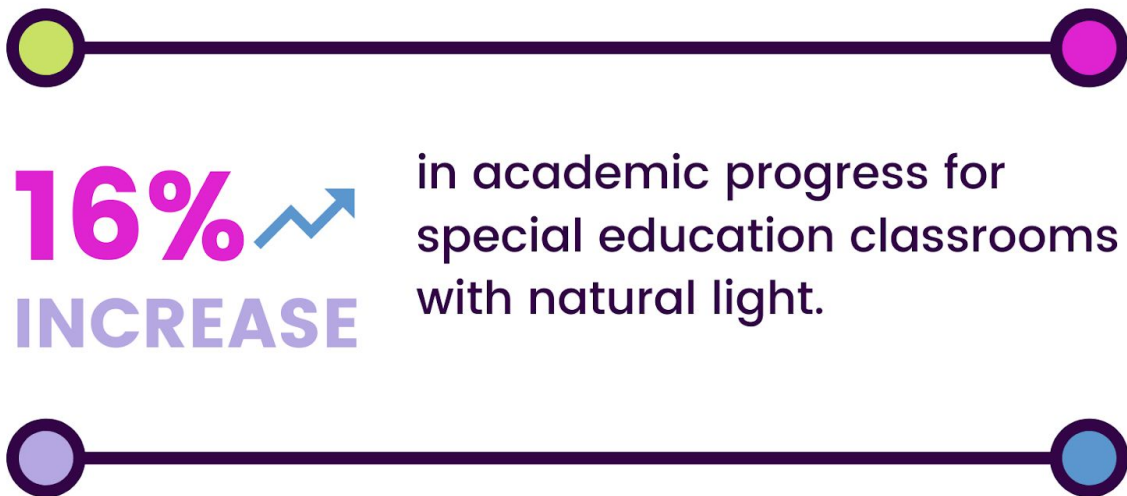 16%
INCREASE
in academic progress for
special education classrooms
with natural light.